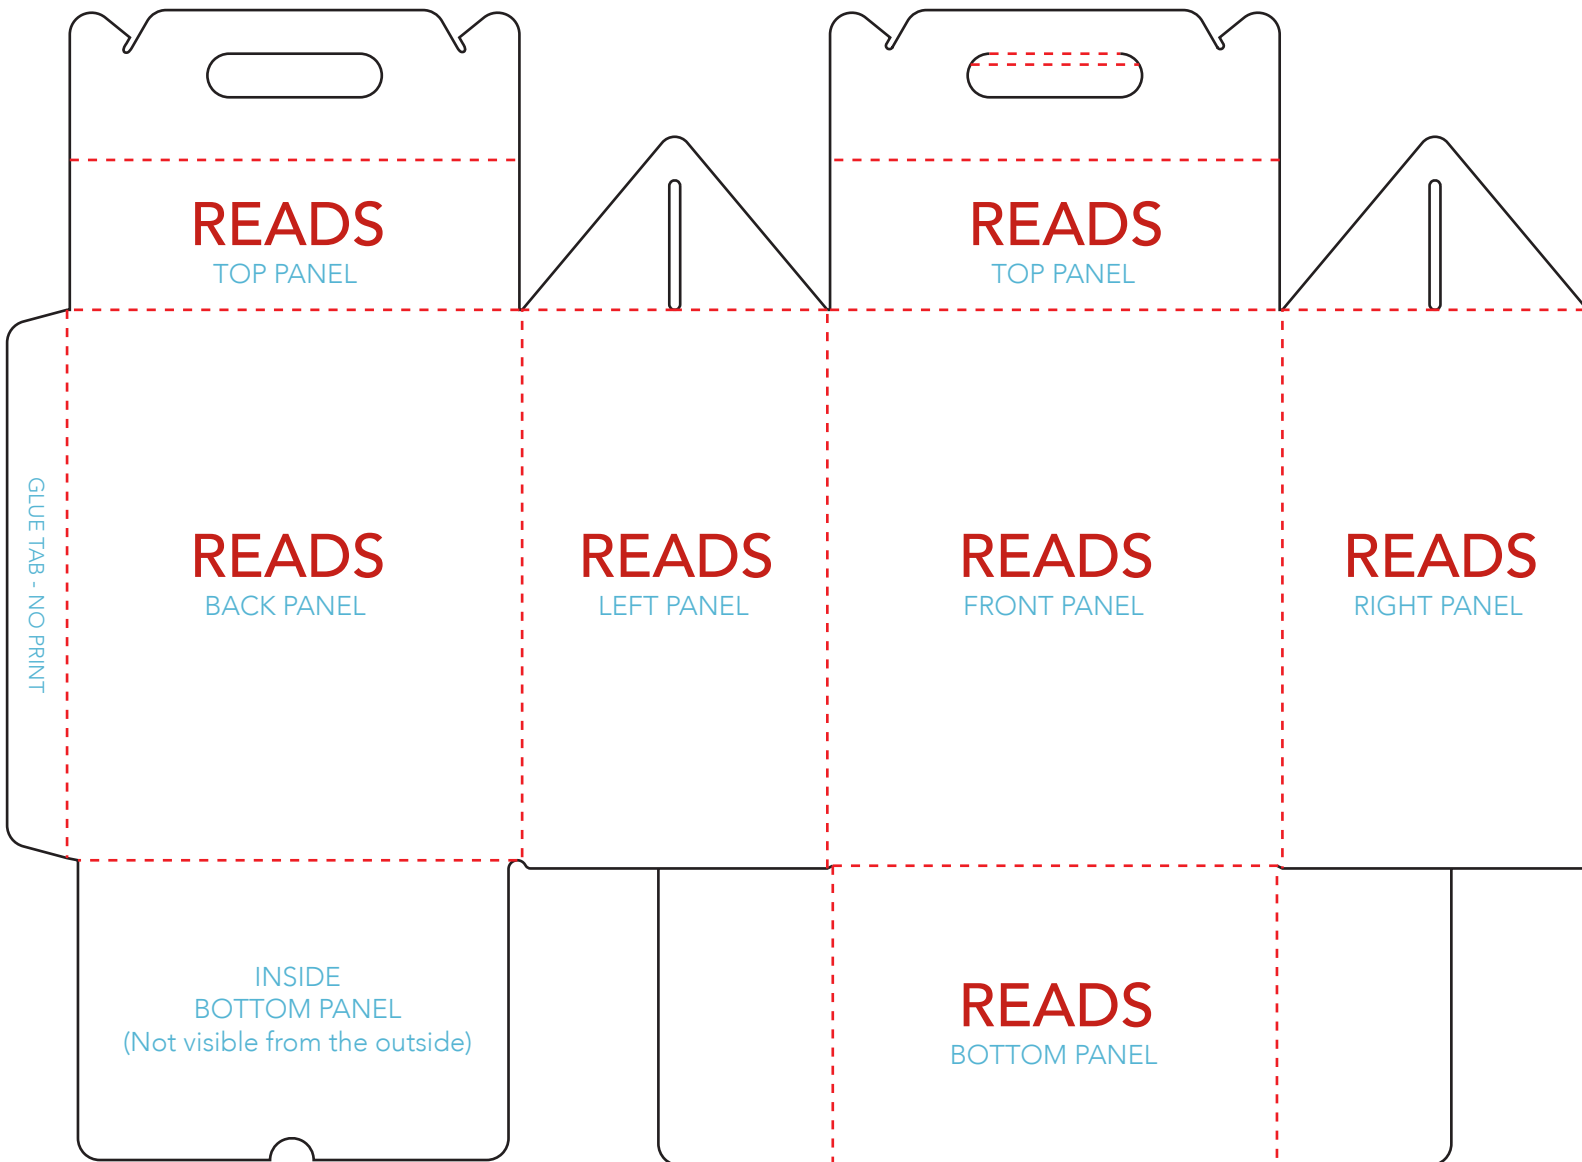 READS
TOP PANEL
READS
TOP PANEL
GLUE TAB - NO PRINT
READS
BACK PANEL
READS
LEFT PANEL
READS
FRONT PANEL
READS
RIGHT PANEL
INSIDE
BOTTOM PANEL
(Not visible from the outside)
READS
BOTTOM PANEL